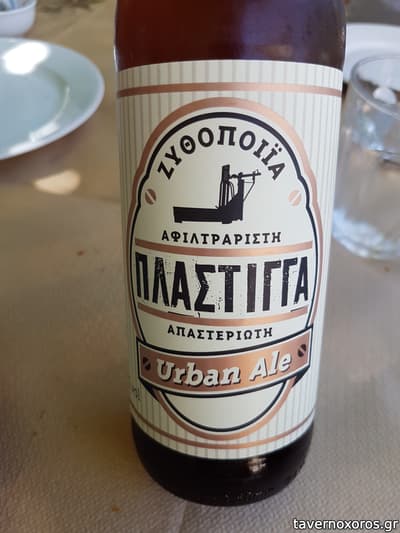 ΖΥΘΟΠΟΙΪΑ
ΑΦΙΛΤΡΑΡΙΣΤΗ
ΠΛΑΣΤΙΓΓΑ
ΑΠΑΣΤΕΡΙΩΤΗ
Urban Ale
tavernoxoros.gr